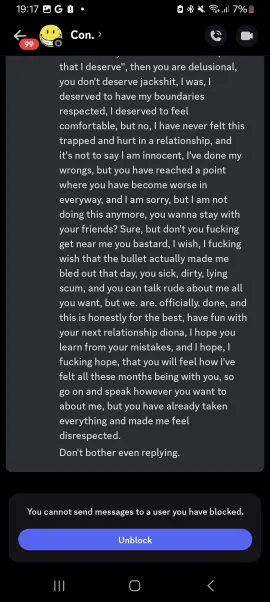 19:17 G 7%
99 Con. >
that I deserve", then you are delusional,
you don't deserve jackshit, I was, I
deserved to have my boundaries
respected, I deserved to feel
comfortable, but no, I have never felt this
trapped and hurt in a relationship, and
it's not to say I am innocent, I've done my
wrongs, but you have reached a point
where you have become worse in
everyway, and I am sorry, but I am not
doing this anymore, you wanna stay with
your friends? Sure, but don't you fucking
get near me you bastard, I wish, I fucking
wish that the bullet actually made me
bled out that day, you sick, dirty, lying
scum, and you can talk rude about me all
you want, but we. are. officially. done, and
this is honestly for the best, have fun with
your next relationship diona, I hope you
learn from your mistakes, and I hope, I
fucking hope, that you will feel how I've
felt all these months being with you, so
go on and speak however you want to
about me, but you have already taken
everything and made me feel
disrespected.
Don't bother even replying.
You cannot send messages to a user you have blocked.
Unblock